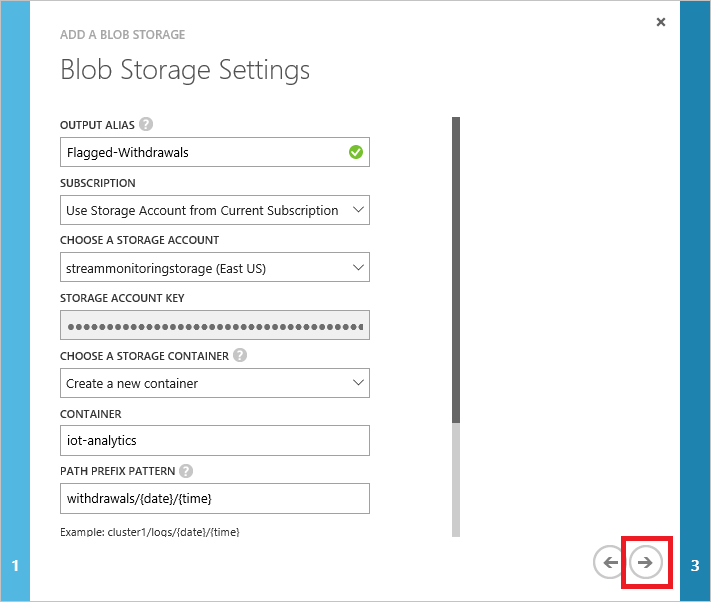 ADD A BLOB STORAGE
Blob Storage Settings
OUTPUT ALIAS ?
Flagged-Withdrawals
SUBSCRIPTION
Use Storage Account from Current Subscription
CHOOSE A STORAGE ACCOUNT
streammonitoringstorage (East US)
STORAGE ACCOUNT KEY
CHOOSE A STORAGE CONTAINER ?
Create a new container
CONTAINER
iot-analytics
PATH PREFIX PATTERN ?
withdrawals/{date}/{time}
Example: cluster1/logs/{date}/{time}
1
3